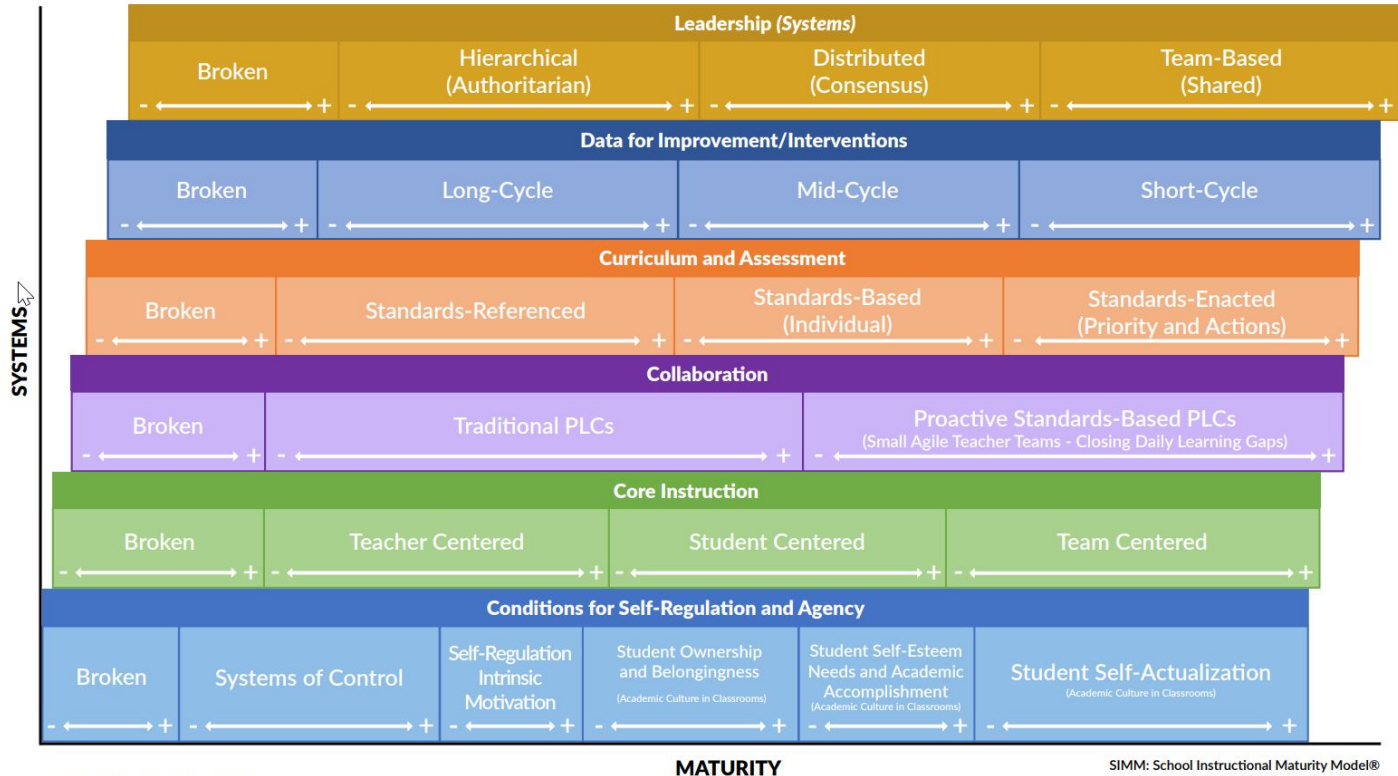 Leadership (Systems)
Broken
Hierarchical
(Authoritarian)
Distributed
(Consensus)
Team-Based
(Shared)
- + - + - + - +
Data for Improvement/Interventions
Broken
Long-Cycle
Mid-Cycle
Short-Cycle
- + - + - + - +
Curriculum and Assessment
Broken
Standards-Referenced
Standards-Based
(Individual)
Standards-Enacted
(Priority and Actions)
- + - + - + - +
Collaboration
Broken
Traditional PLCs
Proactive Standards-Based PLCs
(Small Agile Teacher Teams - Closing Daily Learning Gaps)
- + - + - +
Core Instruction
Broken
Teacher Centered
Student Centered
Team Centered
- + - + - + - +
Conditions for Self-Regulation and Agency
Broken
Systems of Control
Self-Regulation
Intrinsic
Motivation
Student Ownership
and Belongingness
(Academic Culture in Classrooms)
Student Self-Esteem
Needs and Academic
Accomplishment
(Academic Culture in Classrooms)
Student Self-Actualization
(Academic Culture in Classrooms)
- + - + - + - + - + - +
SYSTEMS
MATURITY
SIMM: School Instructional Maturity Model®